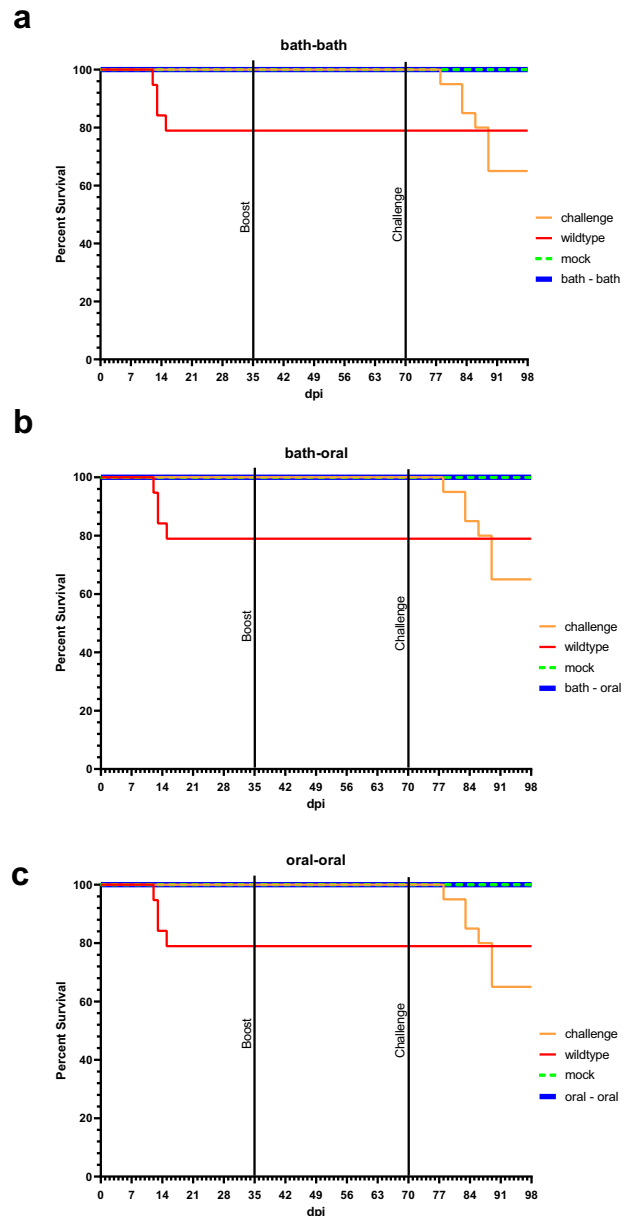 a
bath-bath
Percent Survival
100
80
60
40
20
0
Boost
Challenge
0 7 14 21 28 35 42 49 56 63 70 77 84 91 98
dpi
challenge
wildtype
mock
bath - bath
b
bath-oral
Percent Survival
100
80
60
40
20
0
Boost
Challenge
0 7 14 21 28 35 42 49 56 63 70 77 84 91 98
dpi
challenge
wildtype
mock
bath - oral
c
oral-oral
Percent Survival
100
80
60
40
20
0
Boost
Challenge
0 7 14 21 28 35 42 49 56 63 70 77 84 91 98
dpi
challenge
wildtype
mock
oral - oral